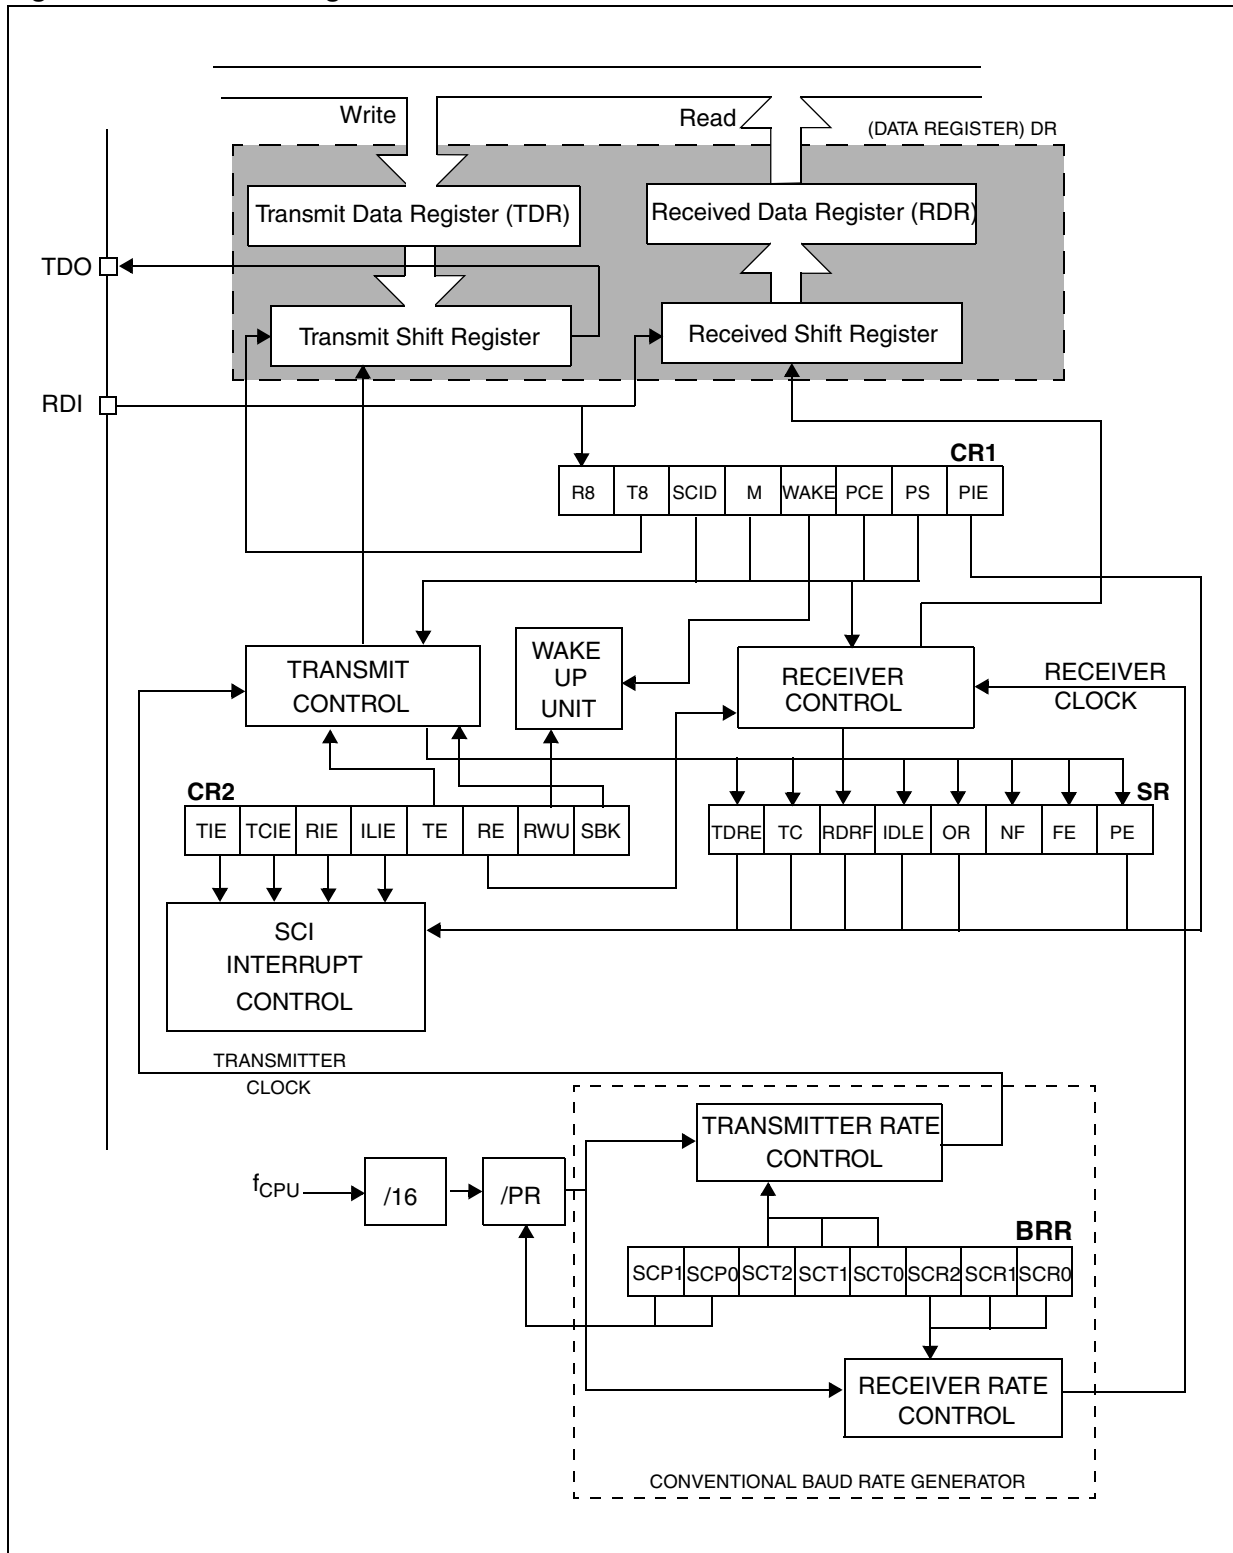 Write
Read
(DATA REGISTER) DR
Transmit Data Register (TDR)
Received Data Register (RDR)
TDO
Transmit Shift Register
Received Shift Register
RDI
CR1
R8 T8 SCID M WAKE PCE PS PIE
TRANSMIT
CONTROL
WAKE
UP
UNIT
RECEIVER
CONTROL
RECEIVER
CLOCK
CR2
TIE TCIE RIE ILIE TE RE RWU SBK
SR
TDRE TC RDRF IDLE OR NF FE PE
SCI
INTERRUPT
CONTROL
TRANSMITTER
CLOCK
TRANSMITTER RATE
CONTROL
fCPU
/16
/PR
BRR
SCP1 SCP0 SCT2 SCT1 SCT0 SCR2 SCR1 SCR0
RECEIVER RATE
CONTROL
CONVENTIONAL BAUD RATE GENERATOR